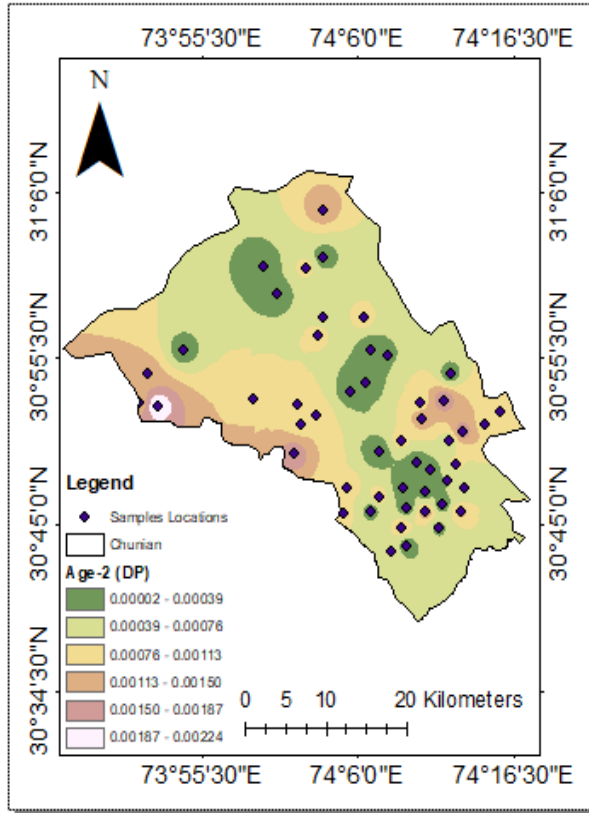 73°55'30"E 74°6'0"E 74°16'30"E
N
31°6'0"N 31°6'0"N
30°55'30"N 30°55'30"N
30°45'0"N 30°45'0"N
30°34'30"N 30°34'30"N
Legend
Samples Locations
Chunian
Age-2 (DP)
0.00002 - 0.00039
0.00039 - 0.00076
0.00076 - 0.00113
0.00113 - 0.00150
0.00150 - 0.00187
0.00187 - 0.00224
0 5 10 20 Kilometers
73°55'30"E 74°6'0"E 74°16'30"E